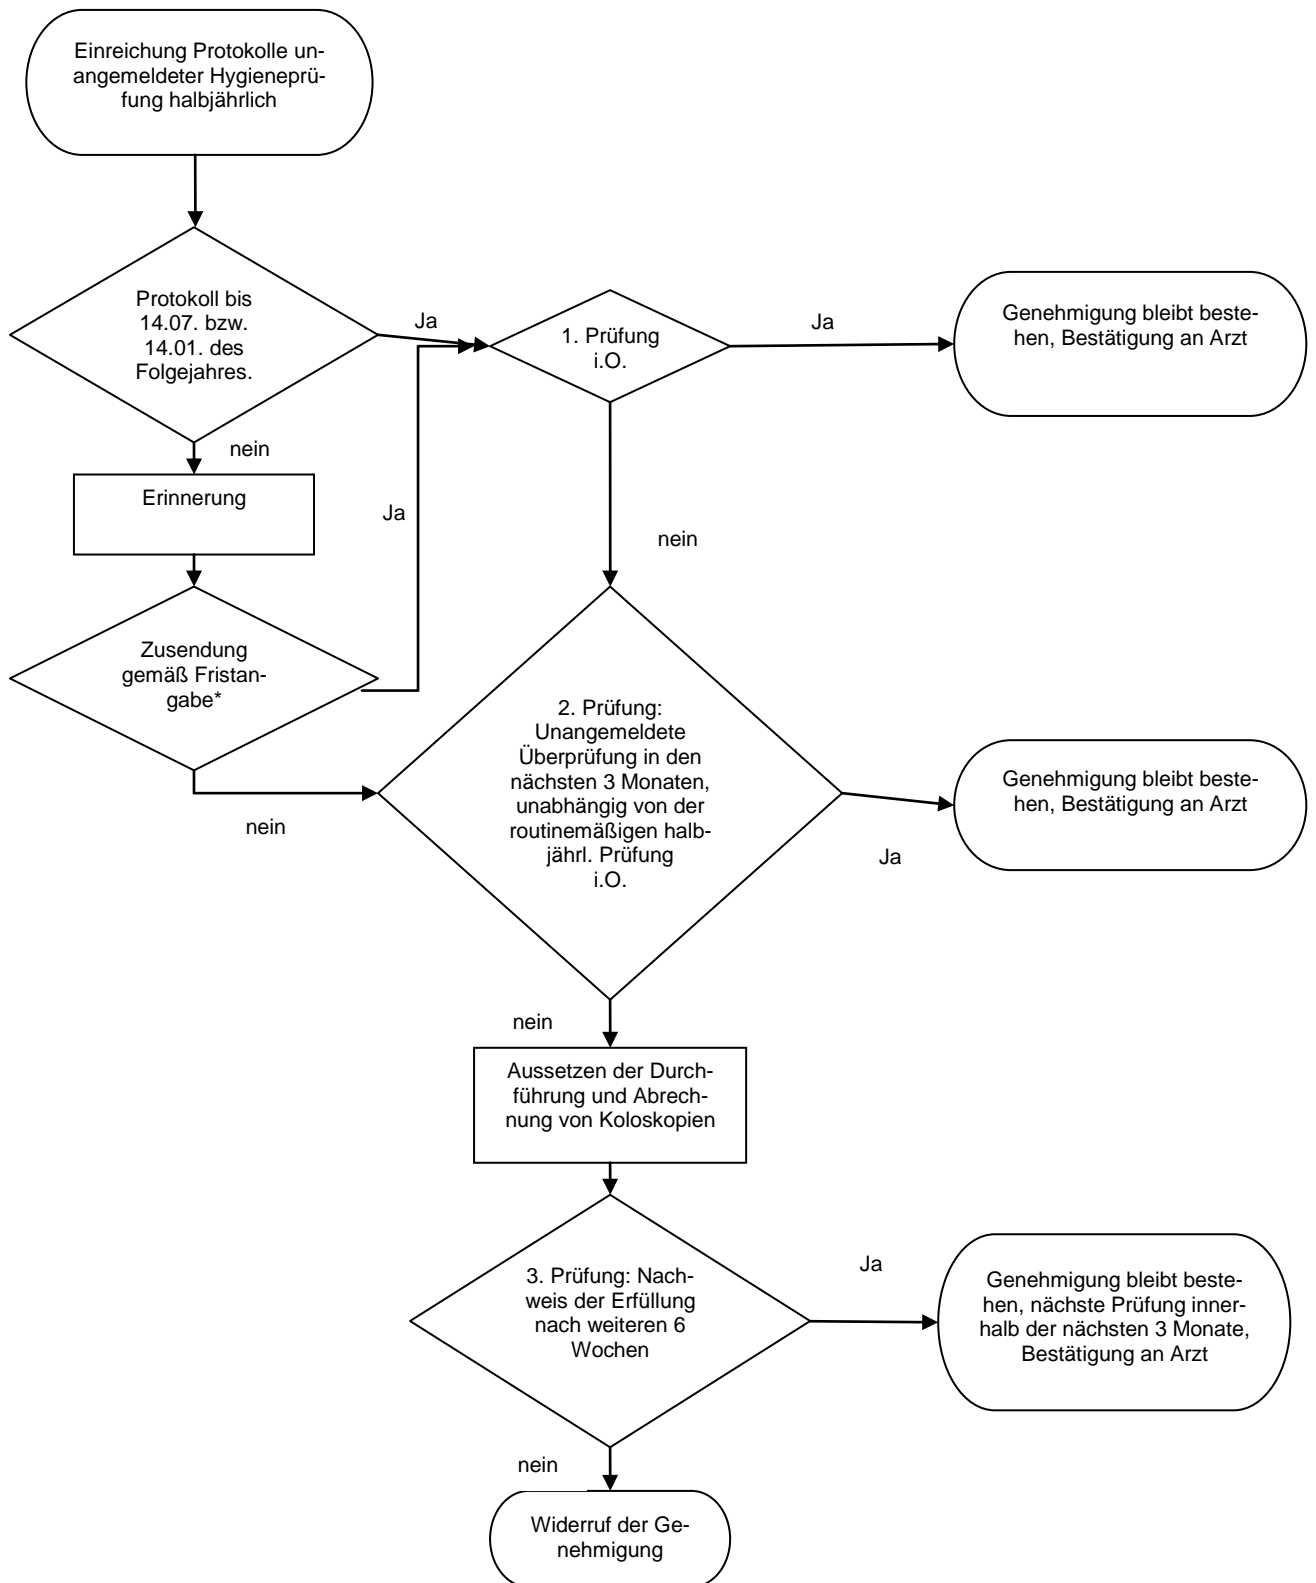 Einreichung Protokolle un-
angemeldeter Hygieneprü-
fung halbjährlich
Protokoll bis
14.07. bzw.
14.01. des
Folgejahres.
Ja
1. Prüfung
i.O.
Ja
Genehmigung bleibt beste-
hen, Bestätigung an Arzt
nein
Erinnerung
Ja
nein
Zusendung
gemäß Fristan-
gabe*
nein
2. Prüfung:
Unangemeldete
Überprüfung in den
nächsten 3 Monaten,
unabhängig von der
routinemäßigen halb-
jährl. Prüfung
i.O.
Ja
Genehmigung bleibt beste-
hen, Bestätigung an Arzt
nein
Aussetzen der Durch-
führung und Abrech-
nung von Koloskopien
3. Prüfung: Nach-
weis der Erfüllung
nach weiteren 6
Wochen
Ja
Genehmigung bleibt beste-
hen, nächste Prüfung inner-
halb der nächsten 3 Monate,
Bestätigung an Arzt
nein
Widerruf der Ge-
nehmigung